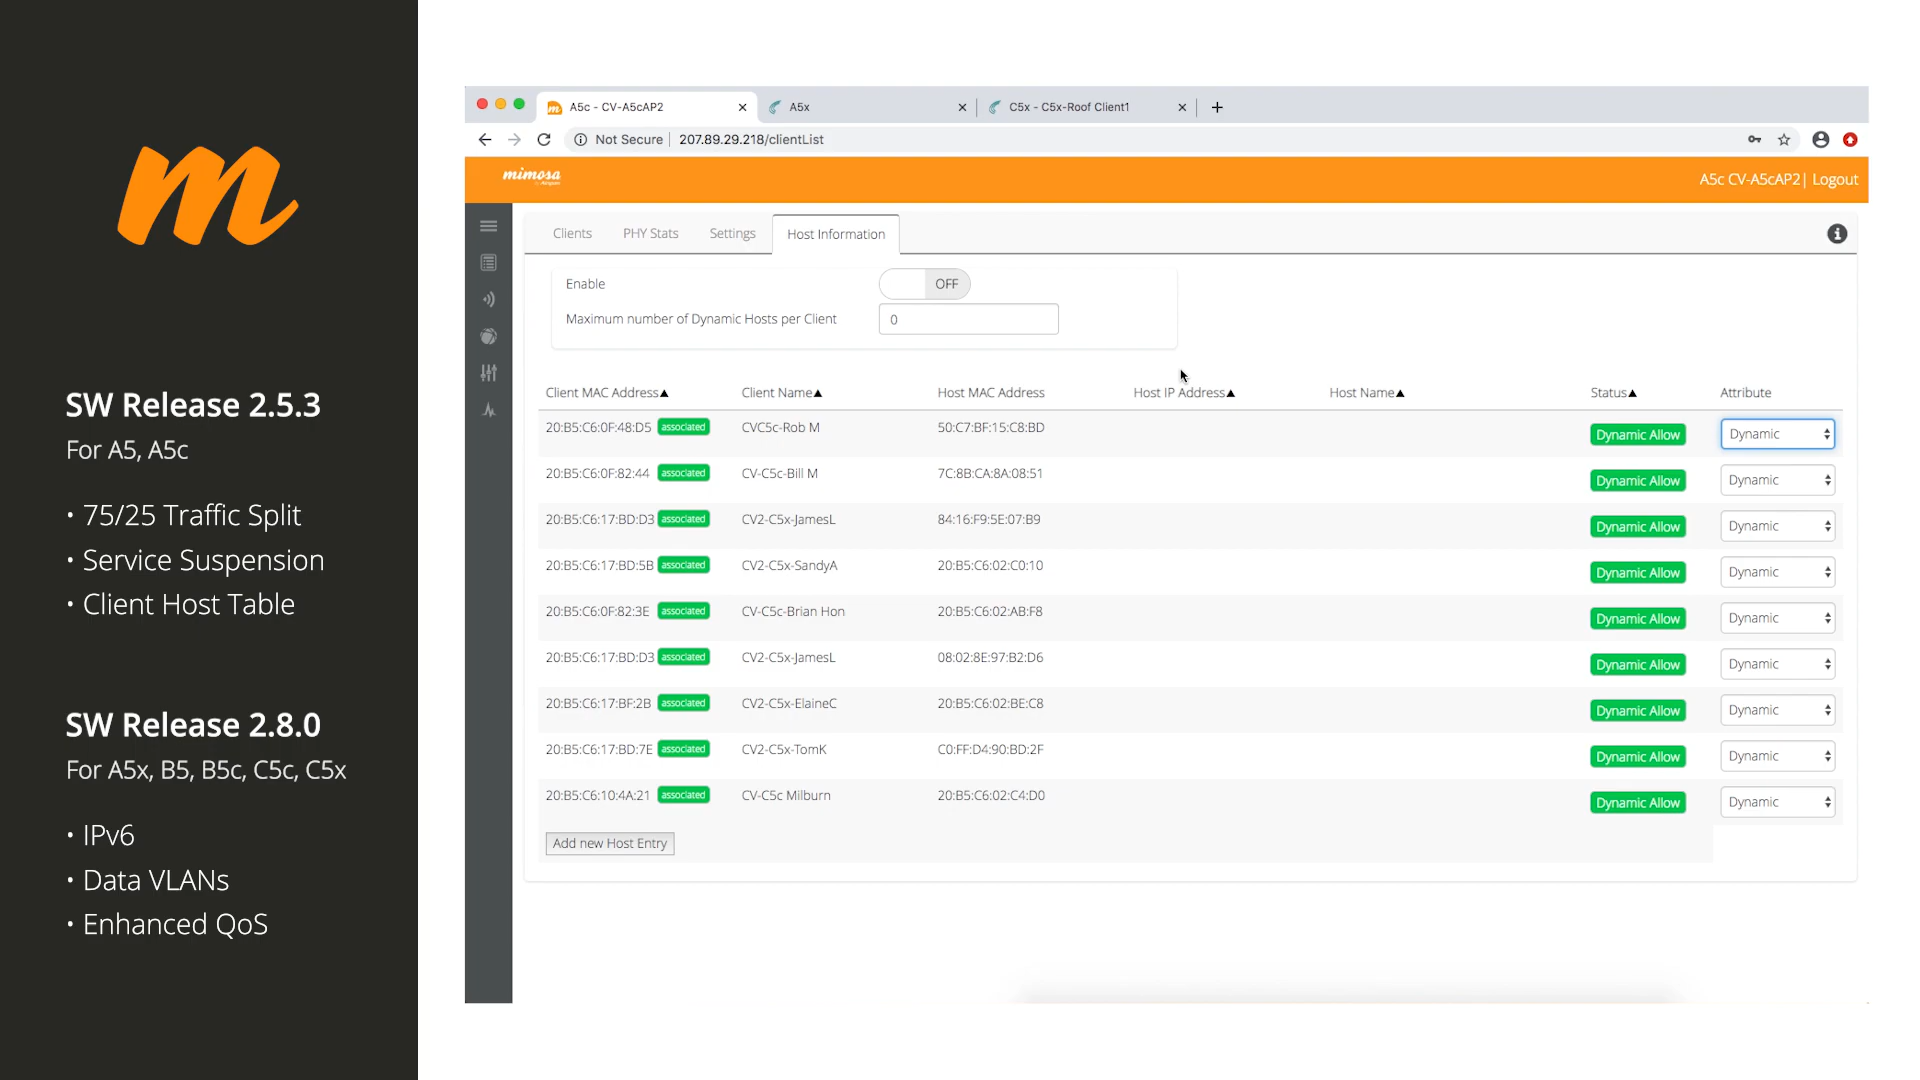 m
SW Release 2.5.3
For A5, A5c
• 75/25 Traffic Split
• Service Suspension
• Client Host Table
SW Release 2.8.0
For A5x, B5, B5c, C5c, C5x
• IPv6
• Data VLANs
• Enhanced QoS
A5c - CV-A5cAP2
A5x
C5x - C5x-Roof Client1
Not Secure
207.89.29.218/clientList
mimosa
A5c CV-A5cAP2| Logout
Clients PHY Stats Settings Host Information
Enable OFF
Maximum number of Dynamic Hosts per Client 0
Client MAC Address▲ Client Name▲ Host MAC Address Host IP Address▲ Host Name▲ Status▲ Attribute
20:B5:C6:0F:48:D5 associated CVC5c-Rob M 50:C7:BF:15:C8:BD Dynamic Allow Dynamic
20:B5:C6:0F:82:44 associated CV-C5c-Bill M 7C:8B:CA:8A:08:51 Dynamic Allow Dynamic
20:B5:C6:17:BD:D3 associated CV2-C5x-JamesL 84:16:F9:5E:07:B9 Dynamic Allow Dynamic
20:B5:C6:17:BD:5B associated CV2-C5x-SandyA 20:B5:C6:02:C0:10 Dynamic Allow Dynamic
20:B5:C6:0F:82:3E associated CV-C5c-Brian Hon 20:B5:C6:02:AB:F8 Dynamic Allow Dynamic
20:B5:C6:17:BD:D3 associated CV2-C5x-JamesL 08:02:8E:97:B2:D6 Dynamic Allow Dynamic
20:B5:C6:17:BF:2B associated CV2-C5x-ElaineC 20:B5:C6:02:BE:C8 Dynamic Allow Dynamic
20:B5:C6:17:BD:7E associated CV2-C5x-TomK C0:FF:D4:90:BD:2F Dynamic Allow Dynamic
20:B5:C6:10:4A:21 associated CV-C5c Milburn 20:B5:C6:02:C4:D0 Dynamic Allow Dynamic
Add new Host Entry